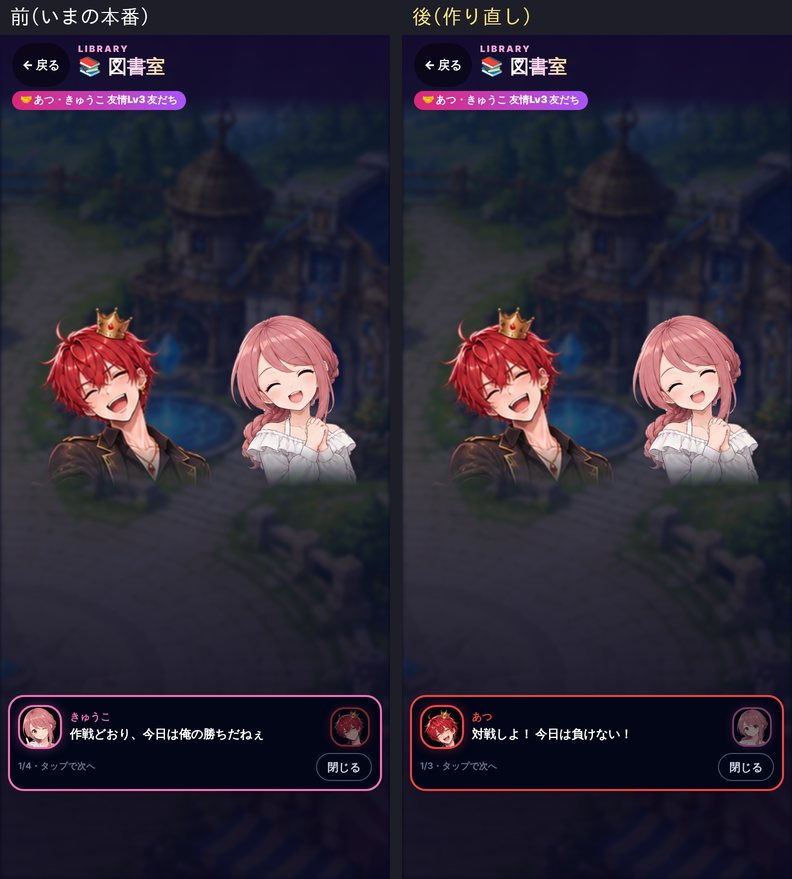 前(いまの本番)
← 戻る
LIBRARY
📚 図書室
🤝 あつ・きゅうこ 友情Lv3 友だち
きゅうこ
作戦どおり、今日は俺の勝ちだねぇ
1/4・タップで次へ
閉じる
後(作り直し)
← 戻る
LIBRARY
📚 図書室
🤝 あつ・きゅうこ 友情Lv3 友だち
あつ
対戦しよ! 今日は負けない!
1/3・タップで次へ
閉じる